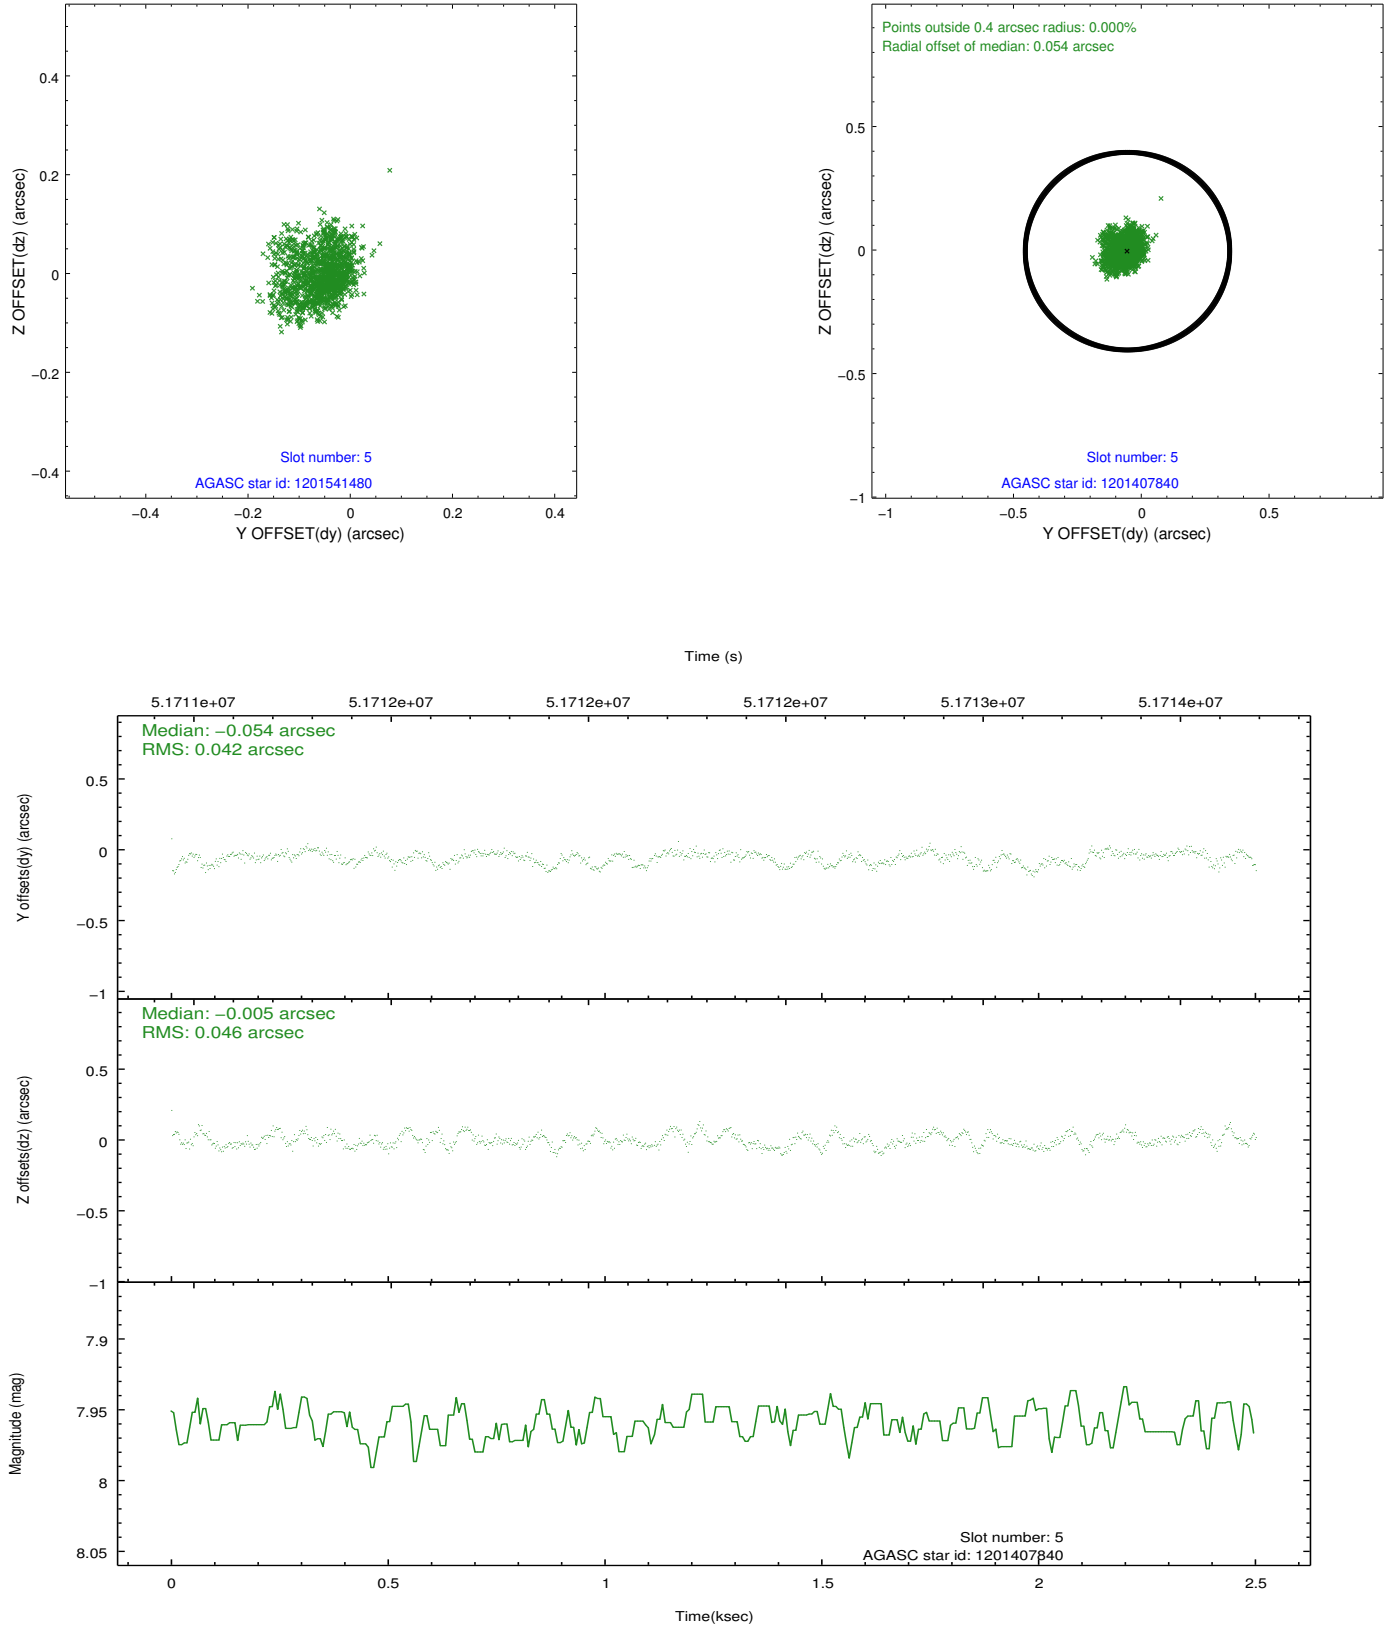 0.4
0.2
0
−0.2
−0.4
Z OFFSET(dz) (arcsec)
Slot number: 5
AGASC star id: 1201541480
−0.4
−0.2
0
0.2
0.4
Y OFFSET(dy) (arcsec)
Points outside 0.4 arcsec radius: 0.000%
Radial offset of median: 0.054 arcsec
0.5
0
−0.5
−1
Z OFFSET(dz) (arcsec)
Slot number: 5
AGASC star id: 1201407840
−1
−0.5
0
0.5
Y OFFSET(dy) (arcsec)
Time (s)
5.1711e+07
5.1712e+07
5.1712e+07
5.1712e+07
5.1713e+07
5.1714e+07
Median: −0.054 arcsec
RMS: 0.042 arcsec
0.5
0
−0.5
−1
Y offsets(dy) (arcsec)
Median: −0.005 arcsec
RMS: 0.046 arcsec
0.5
0
−0.5
−1
Z offsets(dz) (arcsec)
7.9
7.95
8
8.05
Magnitude (mag)
Slot number: 5
AGASC star id: 1201407840
0
0.5
1
1.5
2
2.5
Time(ksec)